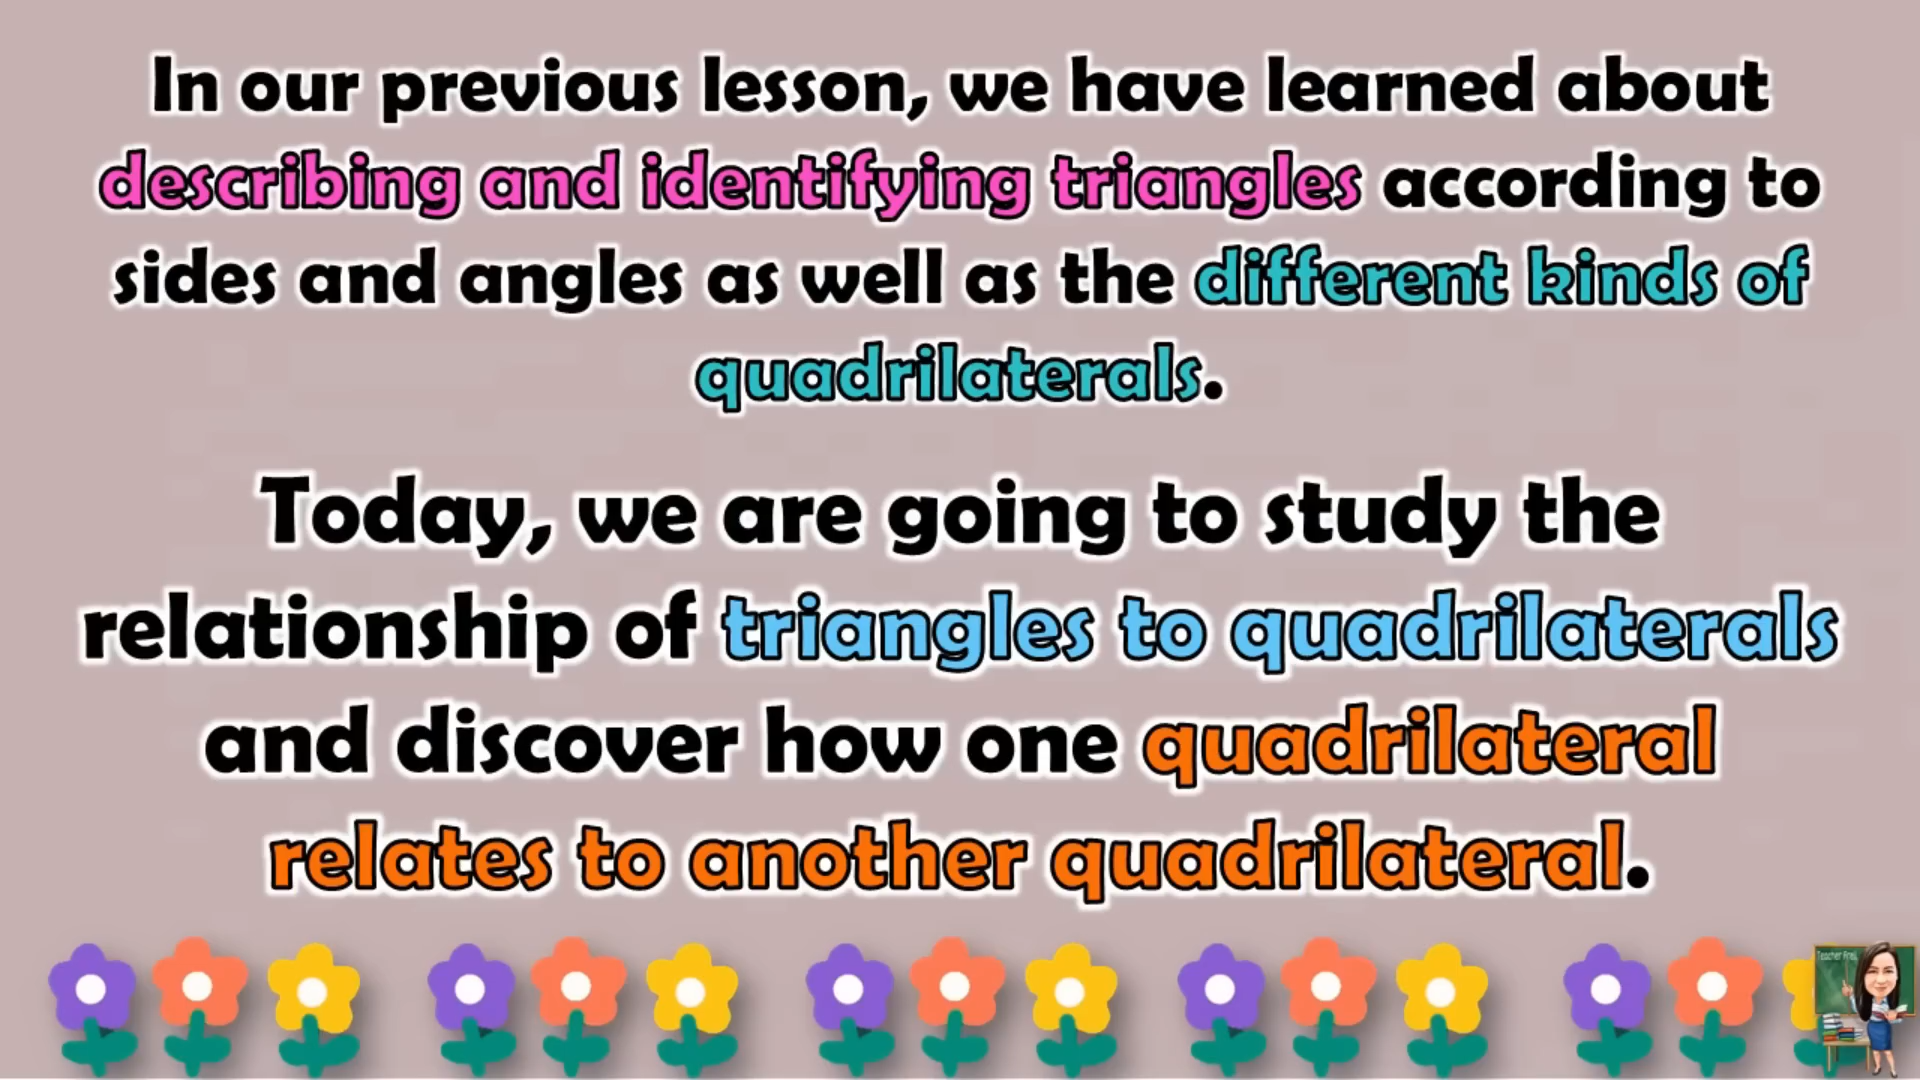 In our previous lesson, we have learned about
describing and identifying triangles according to
sides and angles as well as the different kinds of
quadrilaterals.
Today, we are going to study the
relationship of triangles to quadrilaterals
and discover how one quadrilateral
relates to another quadrilateral.
Teacher